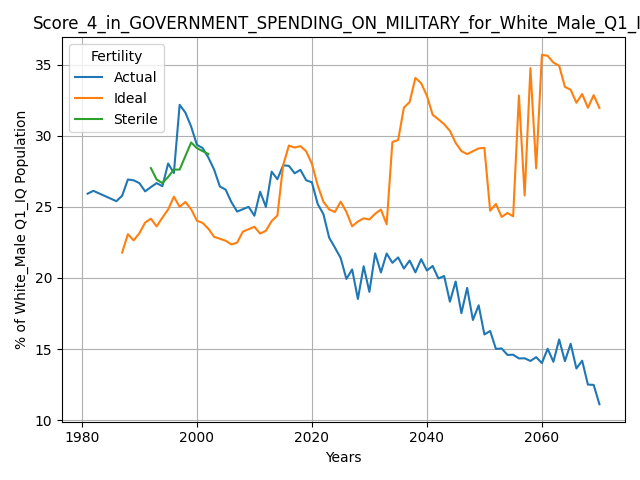 Score_4_in_GOVERNMENT_SPENDING_ON_MILITARY_for_White_Male_Q1_I
Fertility
Actual
Ideal
Sterile
% of White_Male Q1_IQ Population
35
30
25
20
15
10
1980
2000
2020
2040
2060
Years